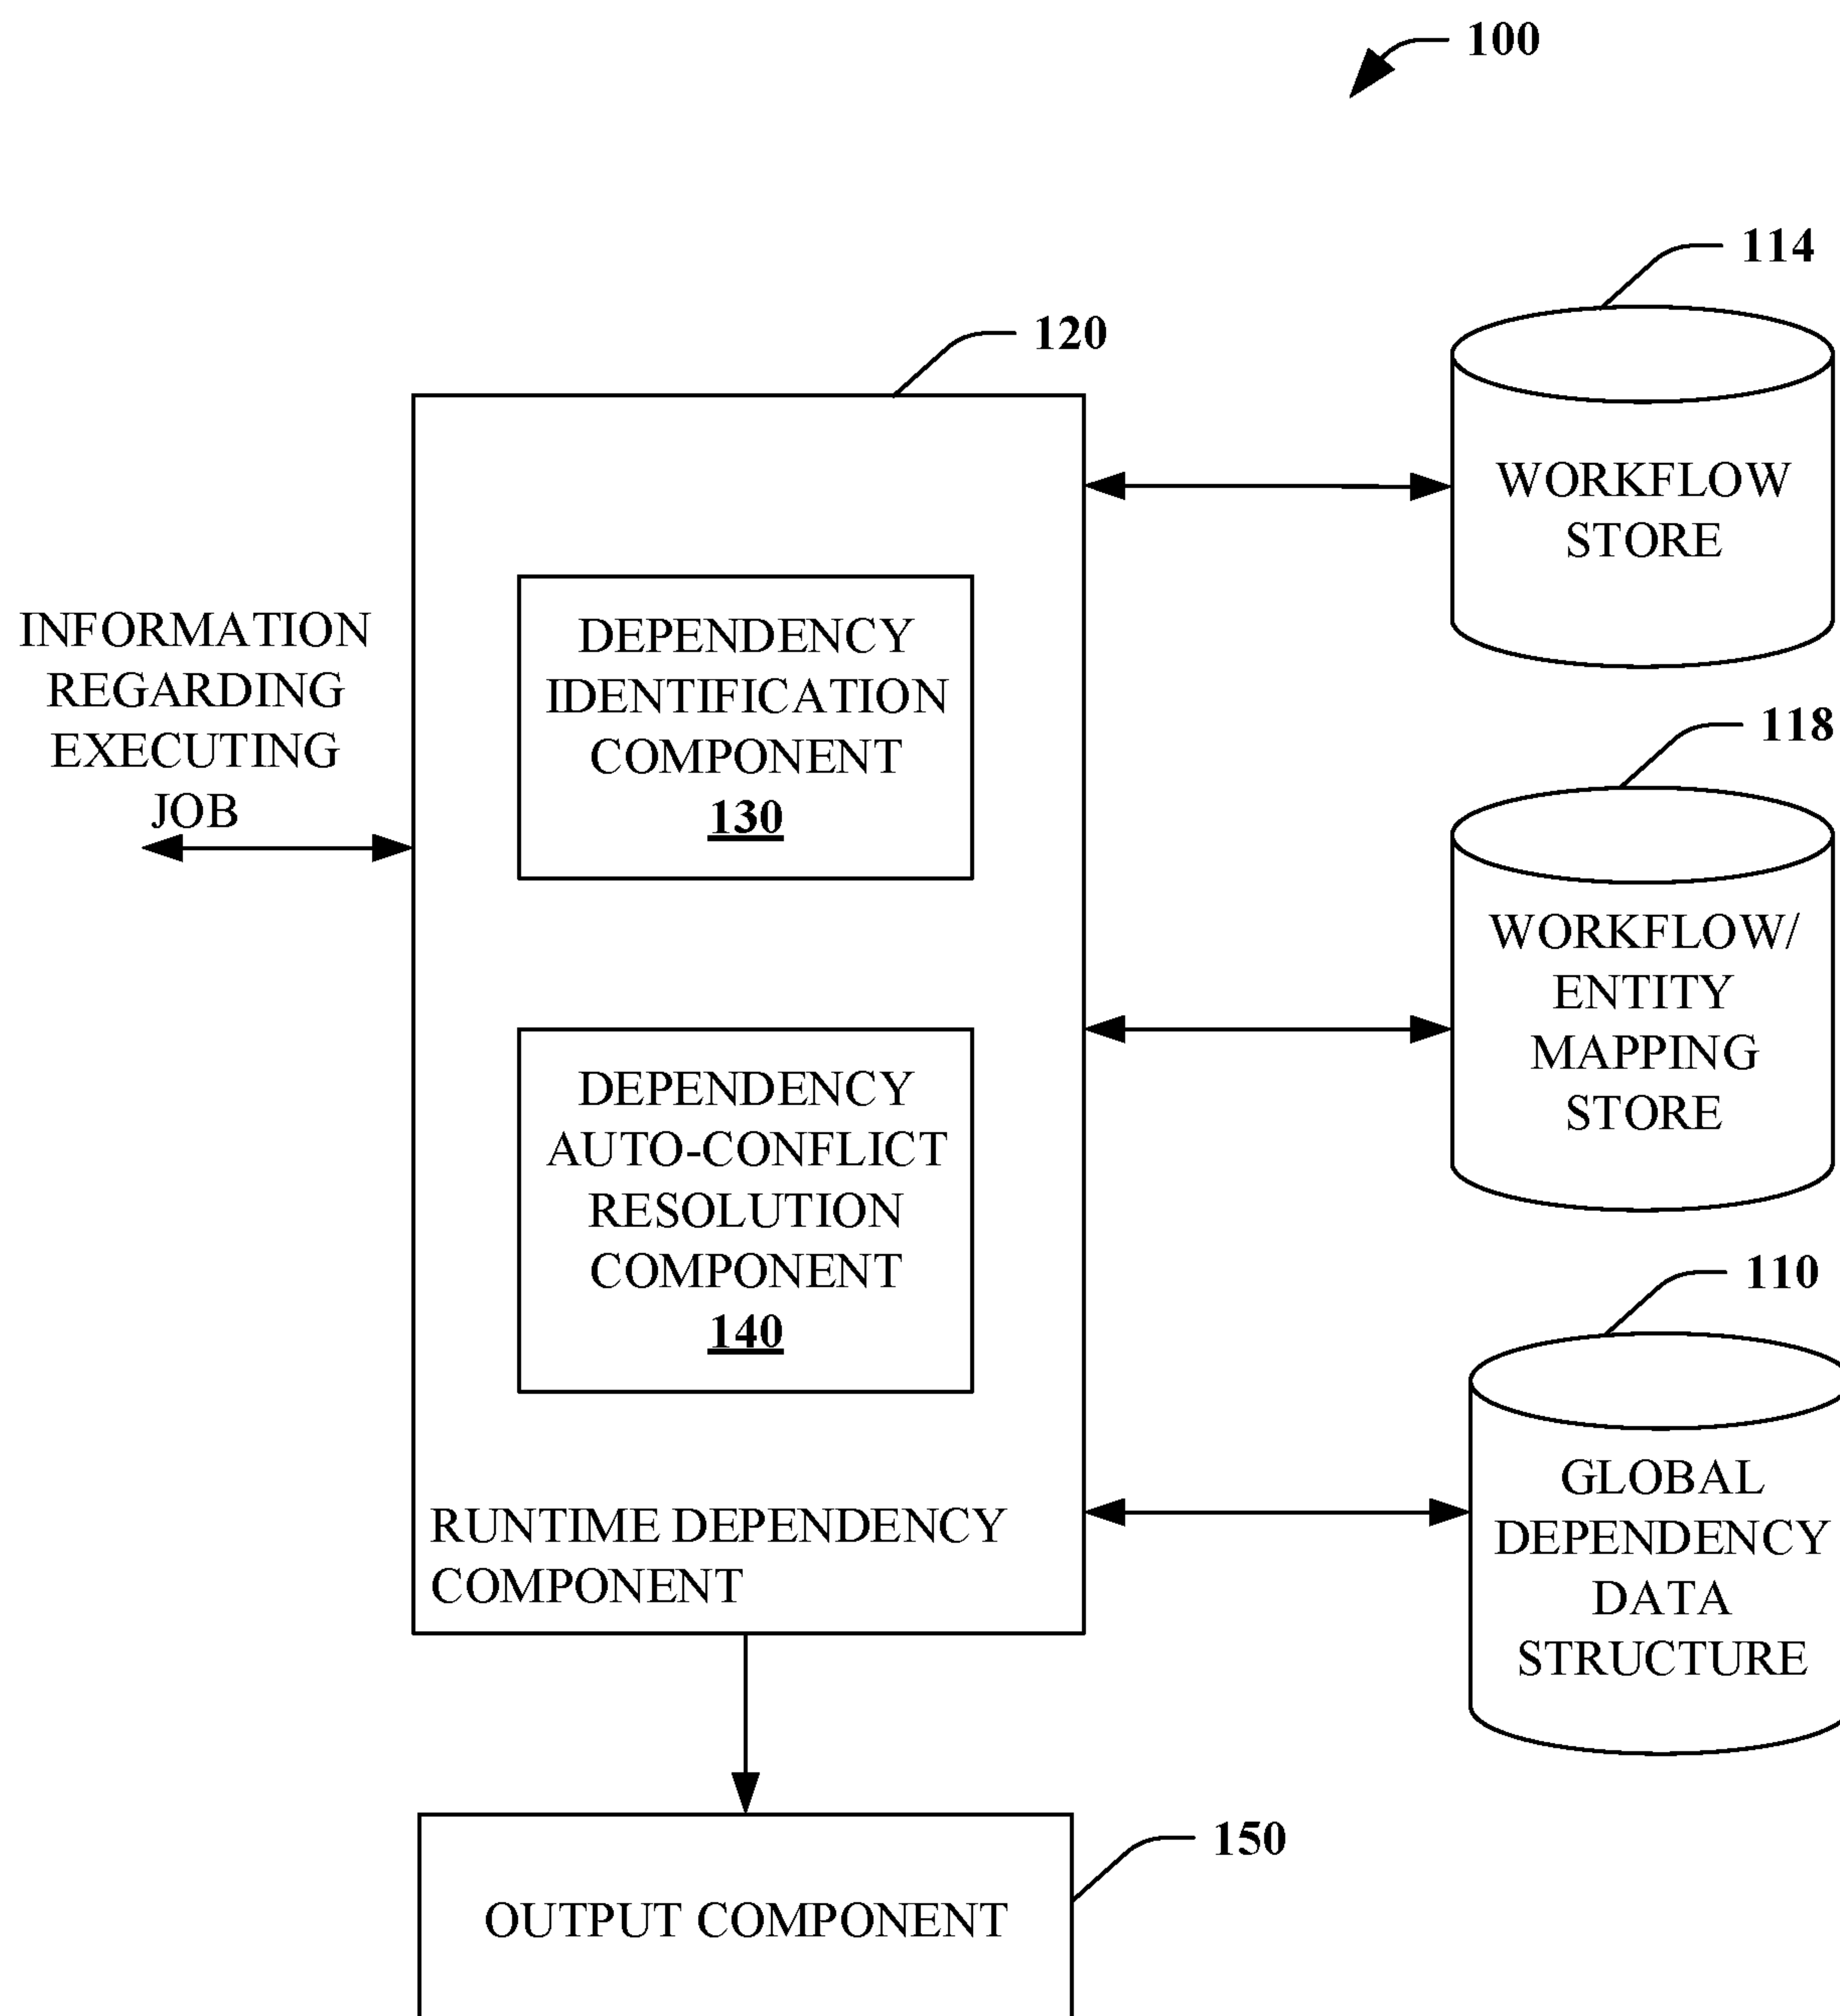 100
114
120
WORKFLOW
STORE
INFORMATION
REGARDING
EXECUTING
JOB
DEPENDENCY
IDENTIFICATION
COMPONENT
130
118
WORKFLOW/
ENTITY
MAPPING
STORE
DEPENDENCY
AUTO-CONFLICT
RESOLUTION
COMPONENT
140
110
GLOBAL
DEPENDENCY
DATA
STRUCTURE
RUNTIME DEPENDENCY
COMPONENT
150
OUTPUT COMPONENT